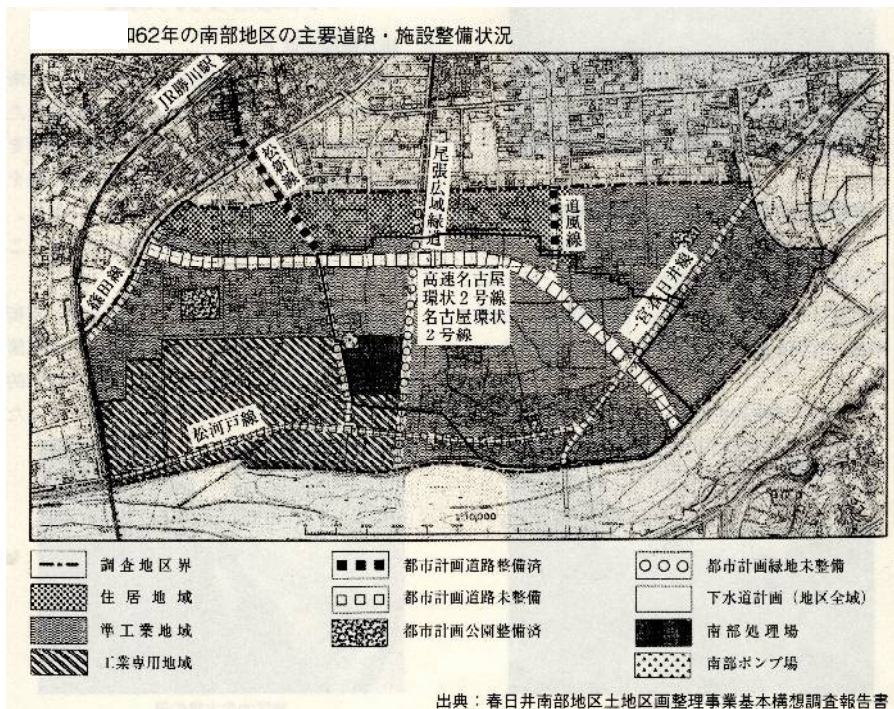 和62年の南部地区の主要道路・施設整備状況
JR勝川駅
松新線
尾張広域緑道
道風線
篠田線
高速名古屋
環状2号線
名古屋環状
2号線
一宮春日井線
松河戸線
調査地区界
都市計画道路整備済
都市計画緑地未整備
住居地域
都市計画道路未整備
下水道計画（地区全域）
準工業地域
都市計画公園整備済
南部処理場
工業専用地域
南部ポンプ場
出典：春日井南部地区土地区画整理事業基本構想調査報告書